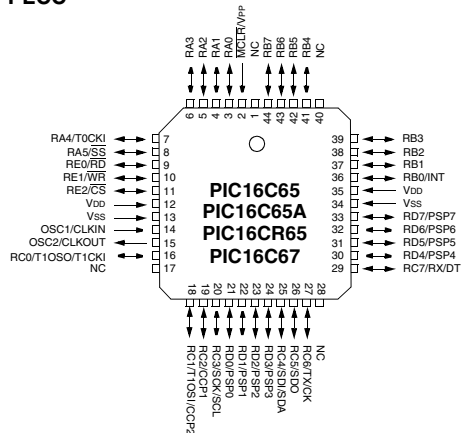 PLCC
RA3
RA2
RA1
RA0
MCLR/VPP
NC
RB7
RB6
RB5
RB4
NC
6
5
4
3
2
1
44
43
42
41
40
RA4/T0CKI
RA5/SS
RE0/RD
RE1/WR
RE2/CS
VDD
VSS
OSC1/CLKIN
OSC2/CLKOUT
RC0/T1OSO/T1CKI
NC
7
8
9
10
11
12
13
14
15
16
17
PIC16C65
PIC16C65A
PIC16CR65
PIC16C67
39
38
37
36
35
34
33
32
31
30
29
RB3
RB2
RB1
RB0/INT
VDD
VSS
RD7/PSP7
RD6/PSP6
RD5/PSP5
RD4/PSP4
RC7/RX/DT
18
19
20
21
22
23
24
25
26
27
28
RC1/T1OSI/CCP2
RC2/CCP1
RC3/SCK/SCL
RD0/PSP0
RD1/PSP1
RD2/PSP2
RD3/PSP3
RC4/SDI/SDA
RC5/SDO
RC6/TX/CK
NC